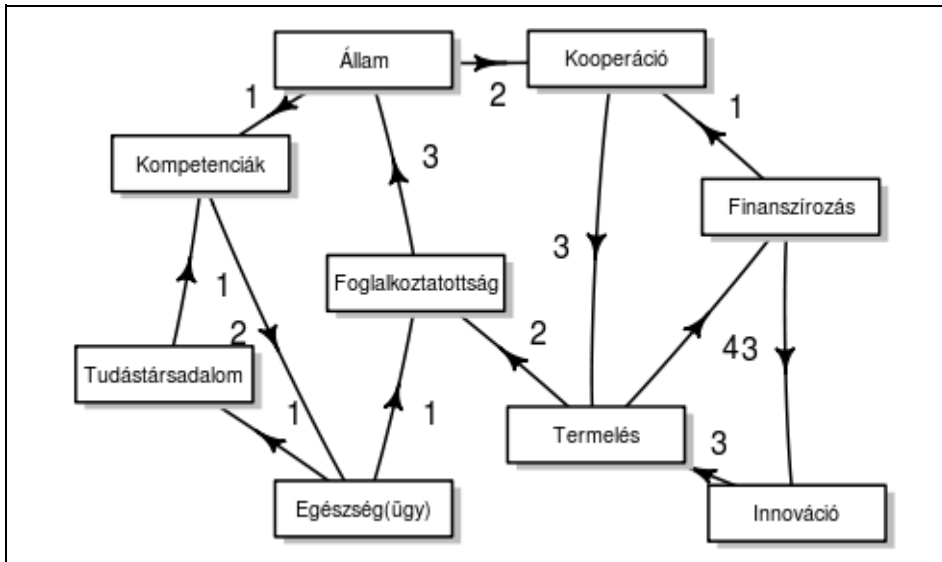 Állam
Kooperáció
1
2
1
Kompetenciák
3
Finanszírozás
3
1
Foglalkoztatottság
2
2
43
Tudástársadalom
1
1
Termelés
3
Egészség(ügy)
Innováció